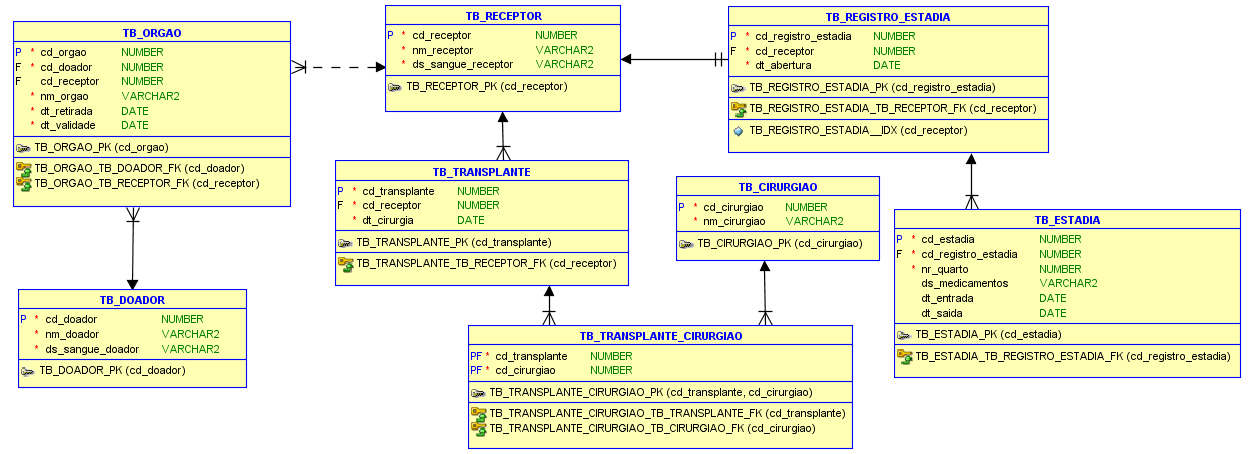 TB_ORGAO
P * cd_orgao NUMBER
F * cd_doador NUMBER
F cd_receptor NUMBER
* nm_orgao VARCHAR2
* dt_retirada DATE
* dt_validade DATE
TB_ORGAO_PK (cd_orgao)
TB_ORGAO_TB_DOADOR_FK (cd_doador)
TB_ORGAO_TB_RECEPTOR_FK (cd_receptor)
TB_RECEPTOR
P * cd_receptor NUMBER
* nm_receptor VARCHAR2
* ds_sangue_receptor VARCHAR2
TB_RECEPTOR_PK (cd_receptor)
TB_REGISTRO_ESTADIA
P * cd_registro_estadia NUMBER
F * cd_receptor NUMBER
* dt_abertura DATE
TB_REGISTRO_ESTADIA_PK (cd_registro_estadia)
TB_REGISTRO_ESTADIA_TB_RECEPTOR_FK (cd_receptor)
TB_REGISTRO_ESTADIA__IDX (cd_receptor)
TB_TRANSPLANTE
P * cd_transplante NUMBER
F * cd_receptor NUMBER
* dt_cirurgia DATE
TB_TRANSPLANTE_PK (cd_transplante)
TB_TRANSPLANTE_TB_RECEPTOR_FK (cd_receptor)
TB_CIRURGIAO
P * cd_cirurgiao NUMBER
* nm_cirurgiao VARCHAR2
TB_CIRURGIAO_PK (cd_cirurgiao)
TB_ESTADIA
P * cd_estadia NUMBER
F * cd_registro_estadia NUMBER
* nr_quarto NUMBER
ds_medicamentos VARCHAR2
dt_entrada DATE
dt_saida DATE
TB_ESTADIA_PK (cd_estadia)
TB_ESTADIA_TB_REGISTRO_ESTADIA_FK (cd_registro_estadia)
TB_DOADOR
P * cd_doador NUMBER
* nm_doador VARCHAR2
* ds_sangue_doador VARCHAR2
TB_DOADOR_PK (cd_doador)
TB_TRANSPLANTE_CIRURGIAO
PF * cd_transplante NUMBER
PF * cd_cirurgiao NUMBER
TB_TRANSPLANTE_CIRURGIAO_PK (cd_transplante, cd_cirurgiao)
TB_TRANSPLANTE_CIRURGIAO_TB_TRANSPLANTE_FK (cd_transplante)
TB_TRANSPLANTE_CIRURGIAO_TB_CIRURGIAO_FK (cd_cirurgiao)